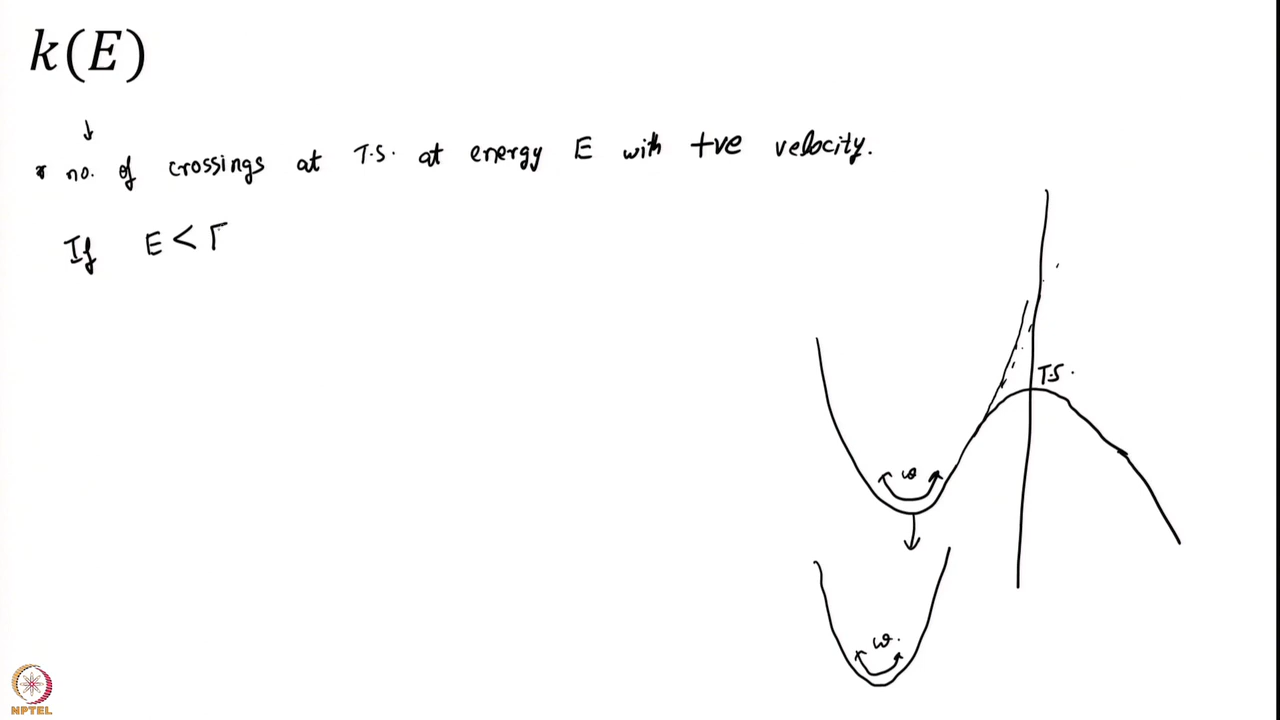 k(E)
↓
* no. of crossings at T.S. at energy E with +ve velocity.
If E < Γ
T.S.
ω
ω.
NPTEL